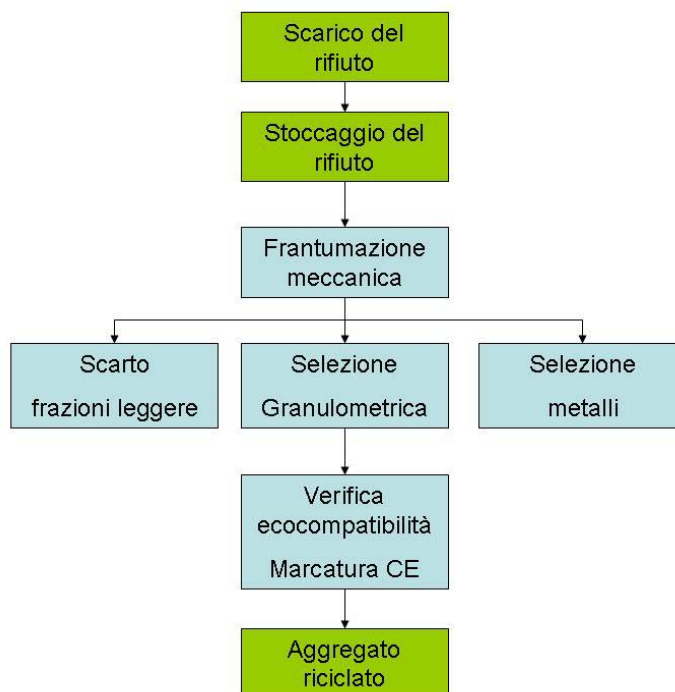 Scarico del
rifiuto
Stoccaggio del
rifiuto
Frantumazione
meccanica
Scarto
frazioni leggere
Selezione
Granulometrica
Selezione
metalli
Verifica
ecocompatibilità
Marcatura CE
Aggregato
riciclato